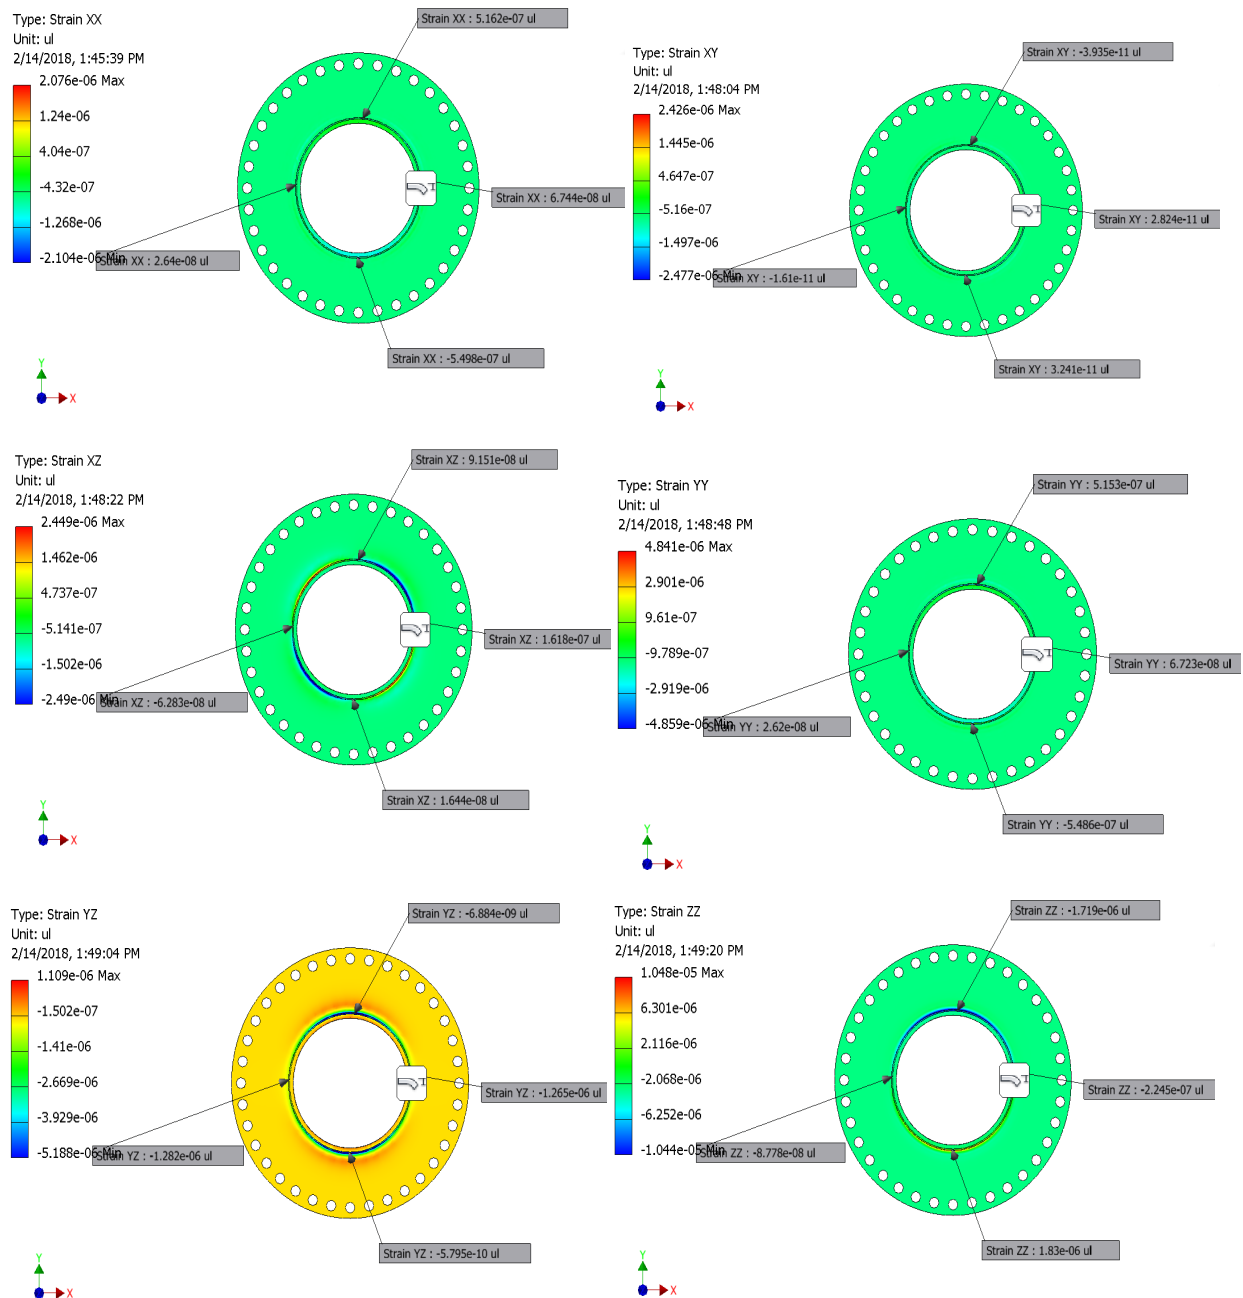 Type: Strain XX
Unit: ul
2/14/2018, 1:45:39 PM
2.076e-06 Max
1.24e-06
4.04e-07
-4.32e-07
-1.268e-06
-2.104e-06 Min
Strain XX : 5.162e-07 ul
Strain XX : 6.744e-08 ul
Strain XX : 2.64e-08 ul
Strain XX : -5.498e-07 ul
Y
X
Type: Strain XY
Unit: ul
2/14/2018, 1:48:04 PM
2.426e-06 Max
1.445e-06
4.647e-07
-5.16e-07
-1.497e-06
-2.477e-06 Min
Strain XY : -3.935e-11 ul
Strain XY : 2.824e-11 ul
Strain XY : -1.61e-11 ul
Strain XY : 3.241e-11 ul
Y
X
Type: Strain XZ
Unit: ul
2/14/2018, 1:48:22 PM
2.449e-06 Max
1.462e-06
4.737e-07
-5.141e-07
-1.502e-06
-2.49e-06 Min
Strain XZ : 9.151e-08 ul
Strain XZ : 1.618e-07 ul
Strain XZ : -6.283e-08 ul
Strain XZ : 1.644e-08 ul
Y
X
Type: Strain YY
Unit: ul
2/14/2018, 1:48:48 PM
4.841e-06 Max
2.901e-06
9.61e-07
-9.789e-07
-2.919e-06
-4.859e-06 Min
Strain YY : 5.153e-07 ul
Strain YY : 6.723e-08 ul
Strain YY : 2.62e-08 ul
Strain YY : -5.486e-07 ul
Y
X
Type: Strain YZ
Unit: ul
2/14/2018, 1:49:04 PM
1.109e-06 Max
-1.502e-07
-1.41e-06
-2.669e-06
-3.929e-06
-5.188e-06 Min
Strain YZ : -6.884e-09 ul
Strain YZ : -1.265e-06 ul
Strain YZ : -1.282e-06 ul
Strain YZ : -5.795e-10 ul
Y
X
Type: Strain ZZ
Unit: ul
2/14/2018, 1:49:20 PM
1.048e-05 Max
6.301e-06
2.116e-06
-2.068e-06
-6.252e-06
-1.044e-05 Min
Strain ZZ : -1.719e-06 ul
Strain ZZ : -2.245e-07 ul
Strain ZZ : -8.778e-08 ul
Strain ZZ : 1.83e-06 ul
Y
X